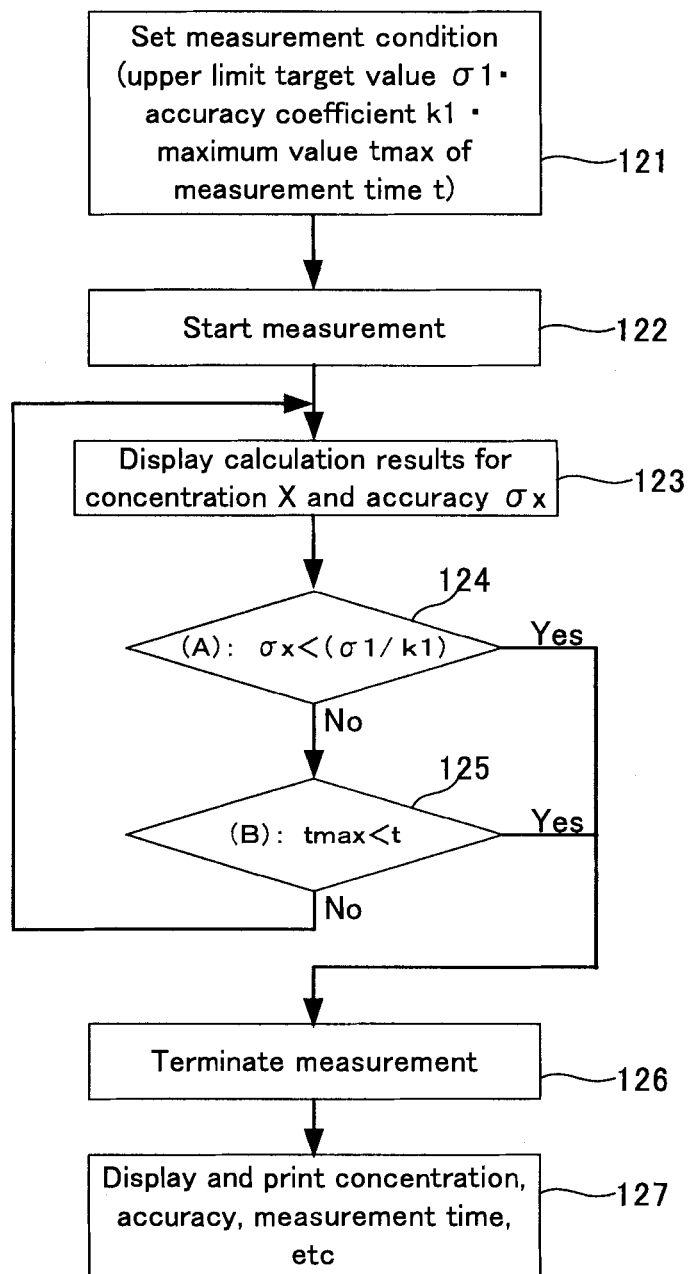 Set measurement condition
(upper limit target value σ1・
accuracy coefficient k1・
maximum value tmax of
measurement time t)
121
Start measurement
122
Display calculation results for
concentration X and accuracy σx
123
124
(A): σx<(σ1/k1)
Yes
No
125
(B): tmax<t
Yes
No
Terminate measurement
126
Display and print concentration,
accuracy, measurement time,
etc
127